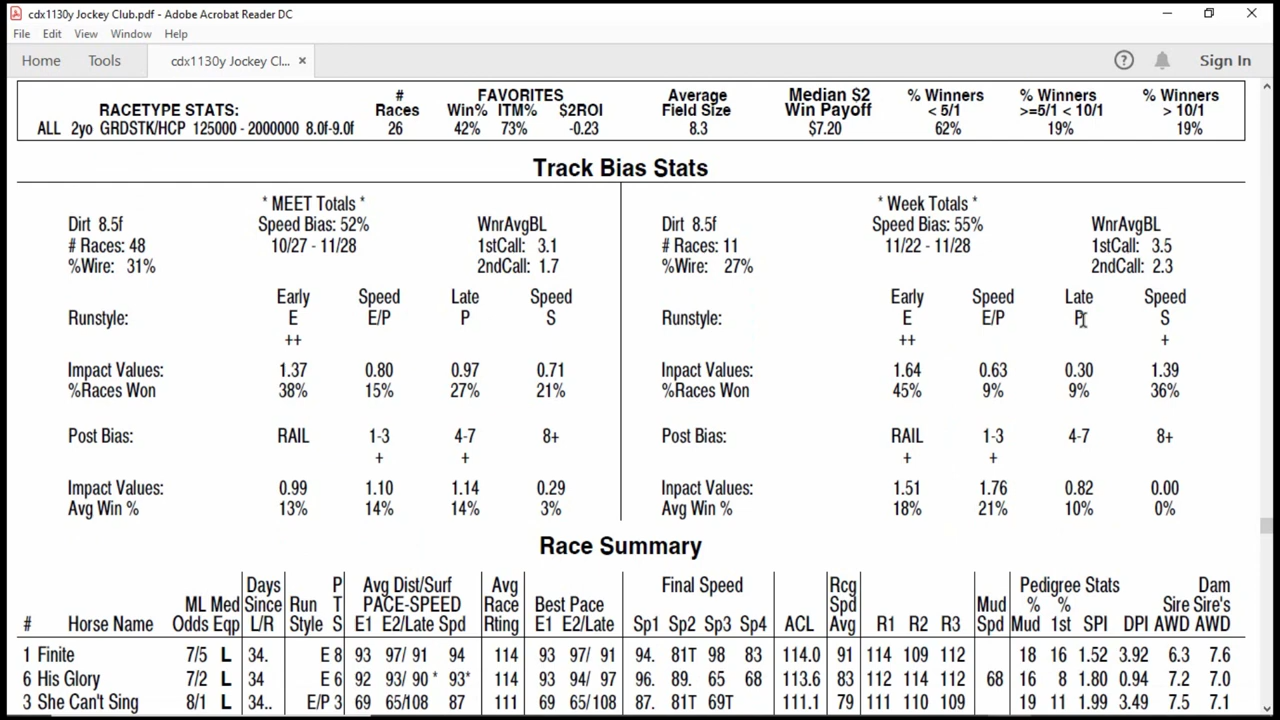 cdx1130y Jockey Club.pdf - Adobe Acrobat Reader DC
File Edit View Window Help
Home Tools cdx1130y Jockey Cl... × ? Sign In
# FAVORITES Average Median $2 % Winners % Winners % Winners
RACETYPE STATS: Races Win% ITM% $2ROI Field Size Win Payoff < 5/1 >=5/1 < 10/1 > 10/1
ALL 2yo GRDSTK/HCP 125000 - 2000000 8.0f-9.0f 26 42% 73% -0.23 8.3 $7.20 62% 19% 19%
Track Bias Stats
* MEET Totals *
Dirt 8.5f Speed Bias: 52% WnrAvgBL
# Races: 48 10/27 - 11/28 1stCall: 3.1
%Wire: 31% 2ndCall: 1.7
Early Speed Late Speed
Runstyle: E E/P P S
++
Impact Values: 1.37 0.80 0.97 0.71
%Races Won 38% 15% 27% 21%
Post Bias: RAIL 1-3 4-7 8+
+ +
Impact Values: 0.99 1.10 1.14 0.29
Avg Win % 13% 14% 14% 3%
* Week Totals *
Dirt 8.5f Speed Bias: 55% WnrAvgBL
# Races: 11 11/22 - 11/28 1stCall: 3.5
%Wire: 27% 2ndCall: 2.3
Early Speed Late Speed
Runstyle: E E/P P S
++ +
Inpact Values: 1.64 0.63 0.30 1.39
%Races Won 45% 9% 9% 36%
Post Bias: RAIL 1-3 4-7 8+
+ +
Inpact Values: 1.51 1.76 0.82 0.00
Avg Win % 18% 21% 10% 0%
Race Summary
Days P Avg Dist/Surf Avg Final Speed Rcg Pedigree Stats Dam
ML Med Since Run T PACE-SPEED Race Best Pace Spd Mud % % Sire Sire's
# Horse Name Odds Eqp L/R Style S E1 E2/Late Spd Rting E1 E2/Late Sp1 Sp2 Sp3 Sp4 ACL Avg R1 R2 R3 Spd Mud 1st SPI DPI AWD AWD
1 Finite 7/5 L 34. E 8 93 97/ 91 94 114 93 97/ 91 94. 81T 98 83 114.0 91 114 109 112 18 16 1.52 3.92 6.3 7.6
6 His Glory 7/2 L 34 E 6 92 93/ 90 * 93* 114 93 94/ 97 96. 89. 65 68 113.6 83 112 114 112 68 16 8 1.80 0.94 7.2 7.0
3 She Can't Sing 8/1 L 34.. E/P 3 69 65/108 87 111 69 65/108 87. 81T 69T 111.1 79 111 110 109 19 11 1.99 3.49 7.5 7.1